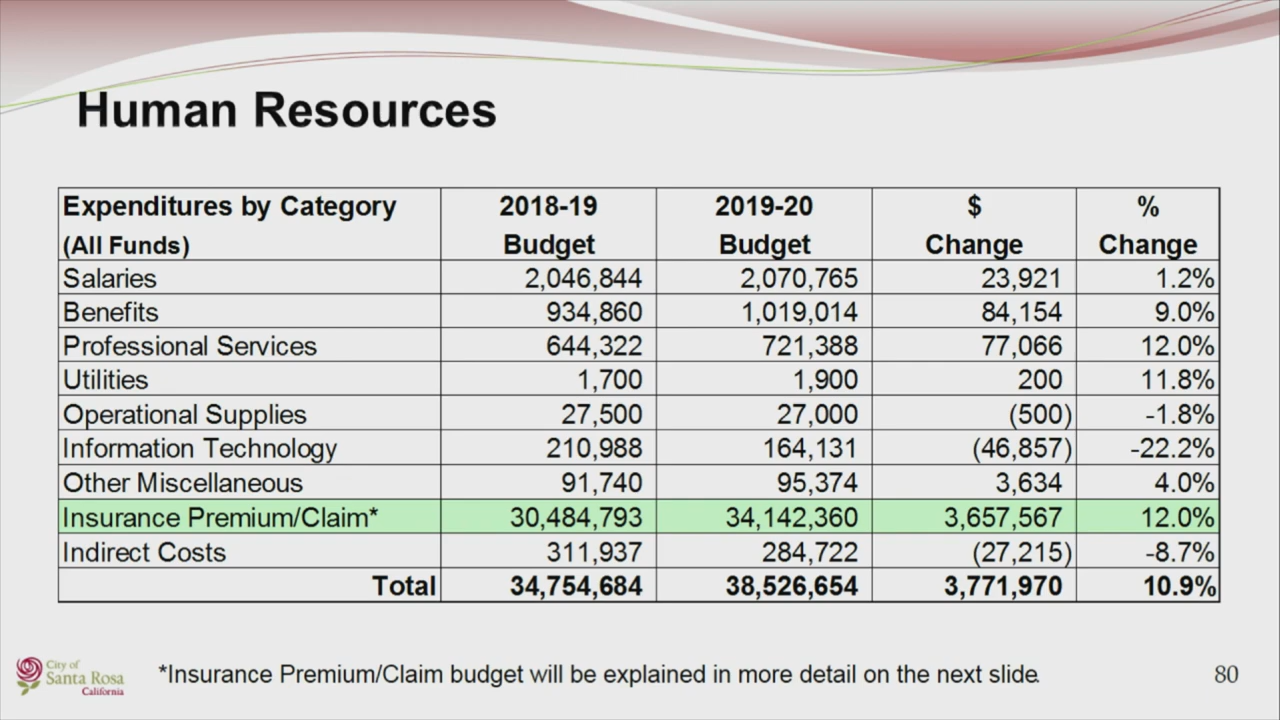 Human Resources
Expenditures by Category 2018-19 2019-20 $ %
(All Funds) Budget Budget Change Change
Salaries 2,046,844 2,070,765 23,921 1.2%
Benefits 934,860 1,019,014 84,154 9.0%
Professional Services 644,322 721,388 77,066 12.0%
Utilities 1,700 1,900 200 11.8%
Operational Supplies 27,500 27,000 (500) -1.8%
Information Technology 210,988 164,131 (46,857) -22.2%
Other Miscellaneous 91,740 95,374 3,634 4.0%
Insurance Premium/Claim* 30,484,793 34,142,360 3,657,567 12.0%
Indirect Costs 311,937 284,722 (27,215) -8.7%
Total 34,754,684 38,526,654 3,771,970 10.9%
City of
Santa Rosa
California
*Insurance Premium/Claim budget will be explained in more detail on the next slide.
80